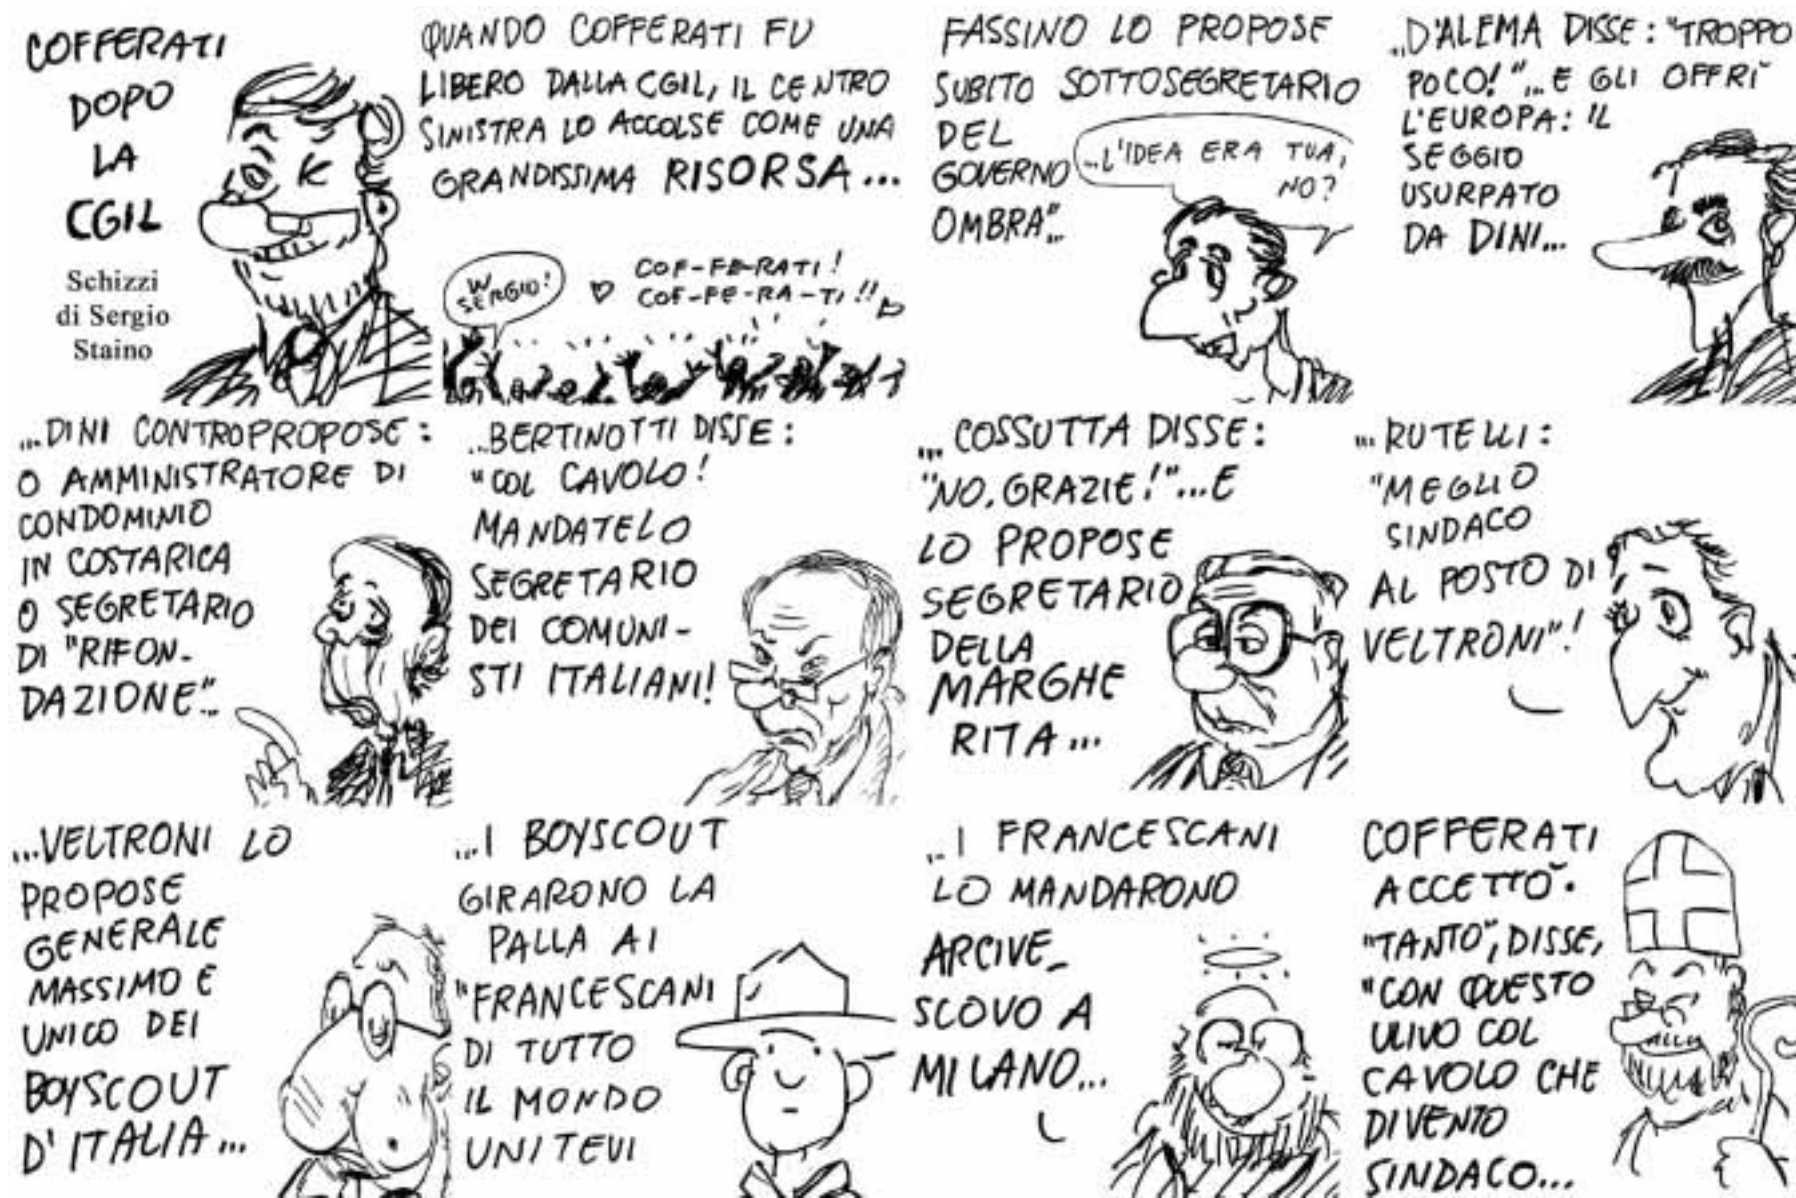 COFFERATI
DOPO
LA
CGIL
Schizzi
di Sergio
Staino
QUANDO COFFERATI FU
LIBERO DALLA CGIL, IL CENTRO
SINISTRA LO ACCOLSE COME UNA
GRANDISSIMA RISORSA...
W
SERGIO!
COF-FE-RATI!
COF-FE-RA-TI!!
FASSINO LO PROPOSE
SUBITO SOTTOSEGRETARIO
DEL
GOVERNO
OMBRA"...
...L'IDEA ERA TUA,
NO?
...D'ALEMA DISSE: "TROPPO
POCO!"... E GLI OFFRÌ
L'EUROPA: IL
SEGGIO
USURPATO
DA DINI...
...DINI CONTROPROPOSE:
O AMMINISTRATORE DI
CONDOMINIO
IN COSTARICA
O SEGRETARIO
DI "RIFON-
DAZIONE"...
...BERTINOTTI DISSE:
"COL CAVOLO!
MANDATELO
SEGRETARIO
DEI COMUNI-
STI ITALIANI!
...COSSUTTA DISSE:
"NO, GRAZIE!"... E
LO PROPOSE
SEGRETARIO
DELLA
MARGHE
RITA...
... RUTELLI:
"MEGLIO
SINDACO
AL POSTO DI
VELTRONI"!
...VELTRONI LO
PROPOSE
GENERALE
MASSIMO E
UNICO DEI
BOYSCOUT
D'ITALIA...
...I BOYSCOUT
GIRARONO LA
PALLA AI
"FRANCESCANI
DI TUTTO
IL MONDO
UNITEVI
...I FRANCESCANI
LO MANDARONO
ARCIVE-
SCOVO A
MILANO...
COFFERATI
ACCETTÒ.
"TANTO", DISSE,
"CON QUESTO
ULIVO COL
CAVOLO CHE
DIVENTO
SINDACO...